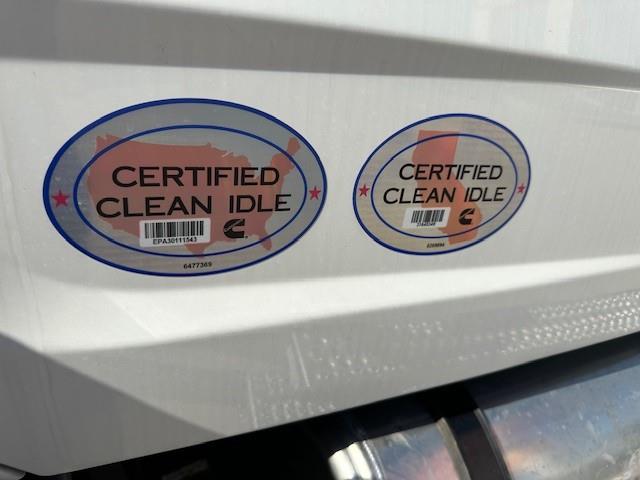 CERTIFIED
CLEAN IDLE
EPA30111543
6477369
CERTIFIED
CLEAN IDLE